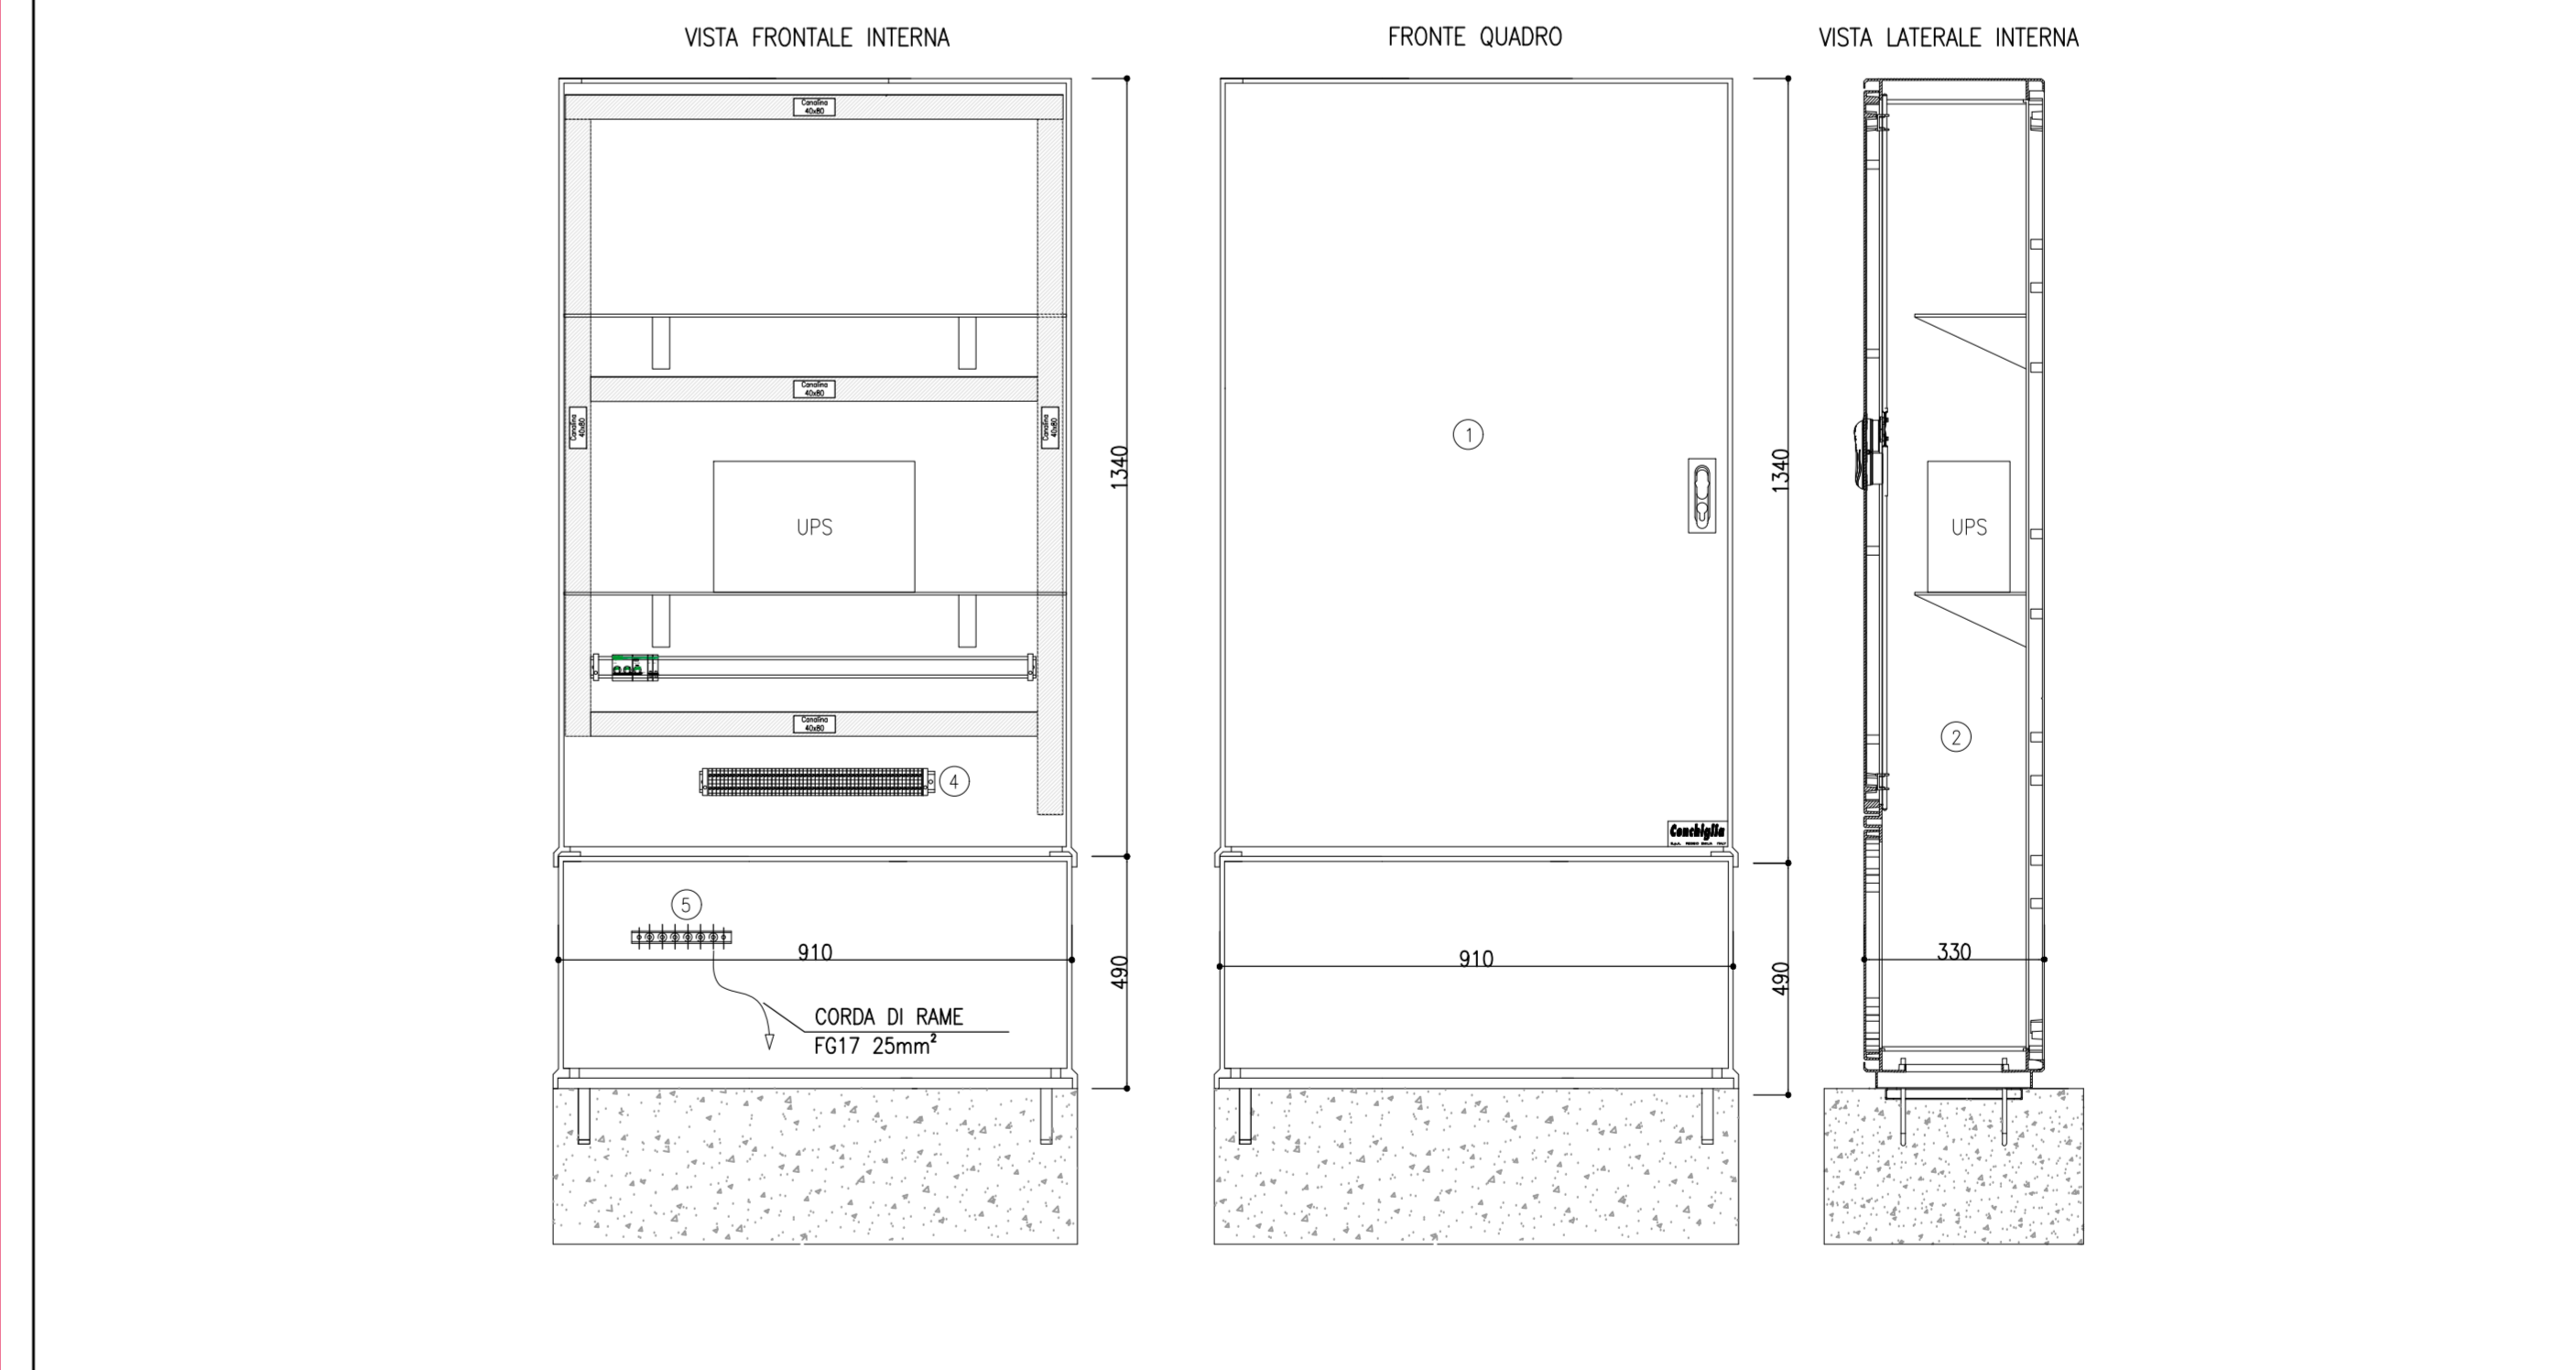 VISTA FRONTALE INTERNA
FRONTE QUADRO
VISTA LATERALE INTERNA
Canalina
40x80
Canalina
40x80
Canalina
40x80
Canalina
40x80
1
1340
1340
UPS
UPS
Canalina
40x80
2
4
Conchiglia
5
910
490
910
490
330
CORDA DI RAME
FG17 25mm²